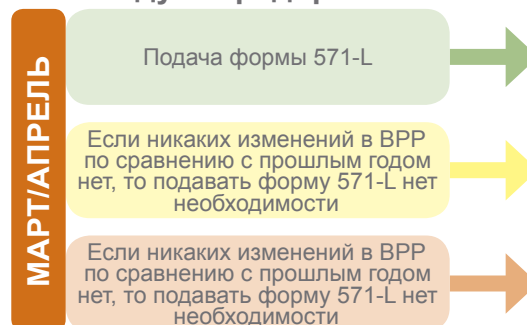 МАРТ/АПРЕЛЬ
Подача формы 571-L
Если никаких изменений в BPP
по сравнению с прошлым годом
нет, то подавать форму 571-L нет
необходимости
Если никаких изменений в BPP
по сравнению с прошлым годом
нет, то подавать форму 571-L нет
необходимости